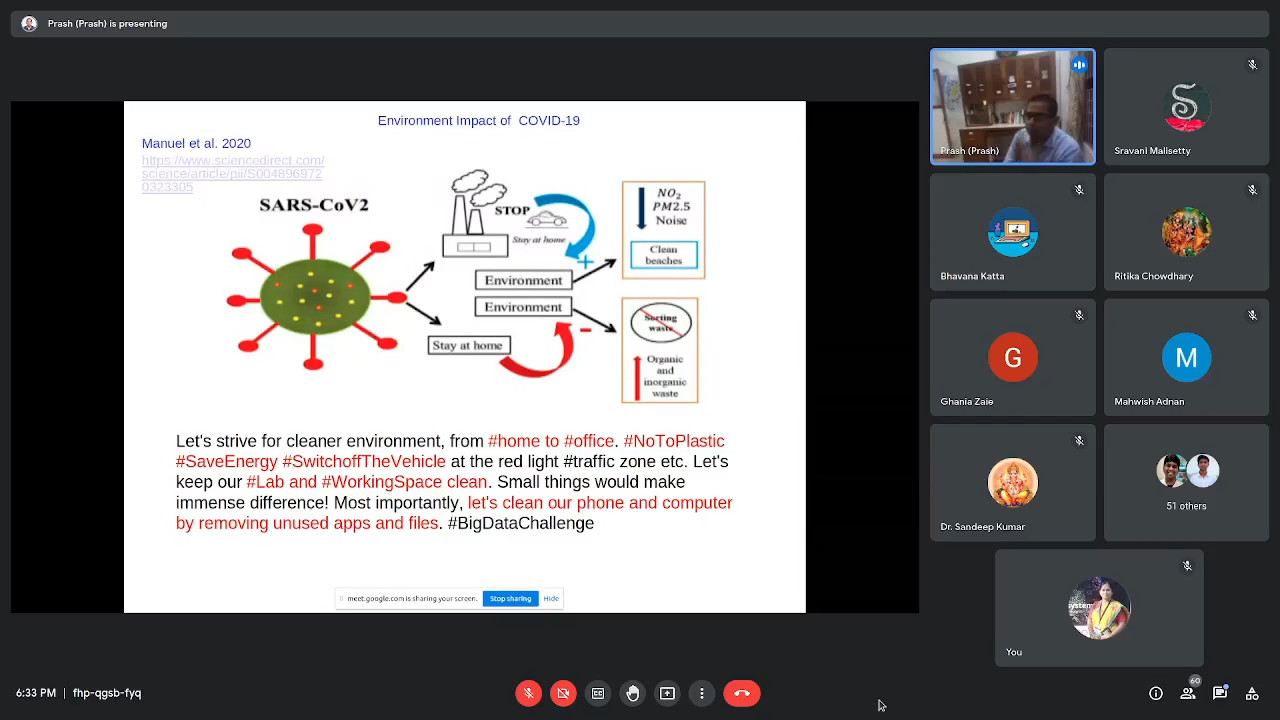 Prash (Prash) is presenting
Environment Impact of COVID-19
Manuel et al. 2020
https://www.sciencedirect.com/
science/article/pii/S004896972
0323305
SARS-CoV2
STOP
Stay at home
Environment
Environment
Stay at home
+
-
NO2
PM2.5
Noise
Clean
beaches
Sorting
waste
Organic
and
inorganic
waste
Let's strive for cleaner environment, from #home to #office. #NoToPlastic
#SaveEnergy #SwitchoffTheVehicle at the red light #traffic zone etc. Let's
keep our #Lab and #WorkingSpace clean. Small things would make
immense difference! Most importantly, let's clean our phone and computer
by removing unused apps and files. #BigDataChallenge
meet.google.com is sharing your screen. Stop sharing Hide
Prash (Prash)
S
Sravani Malisetty
Bhavana Katta
Ritika Chowdhary
G
Ghania Zaie
M
Mahwish Adnan
Dr. Sandeep Kumar
51 others
You
6:33 PM | fhp-qgsb-fyq
60